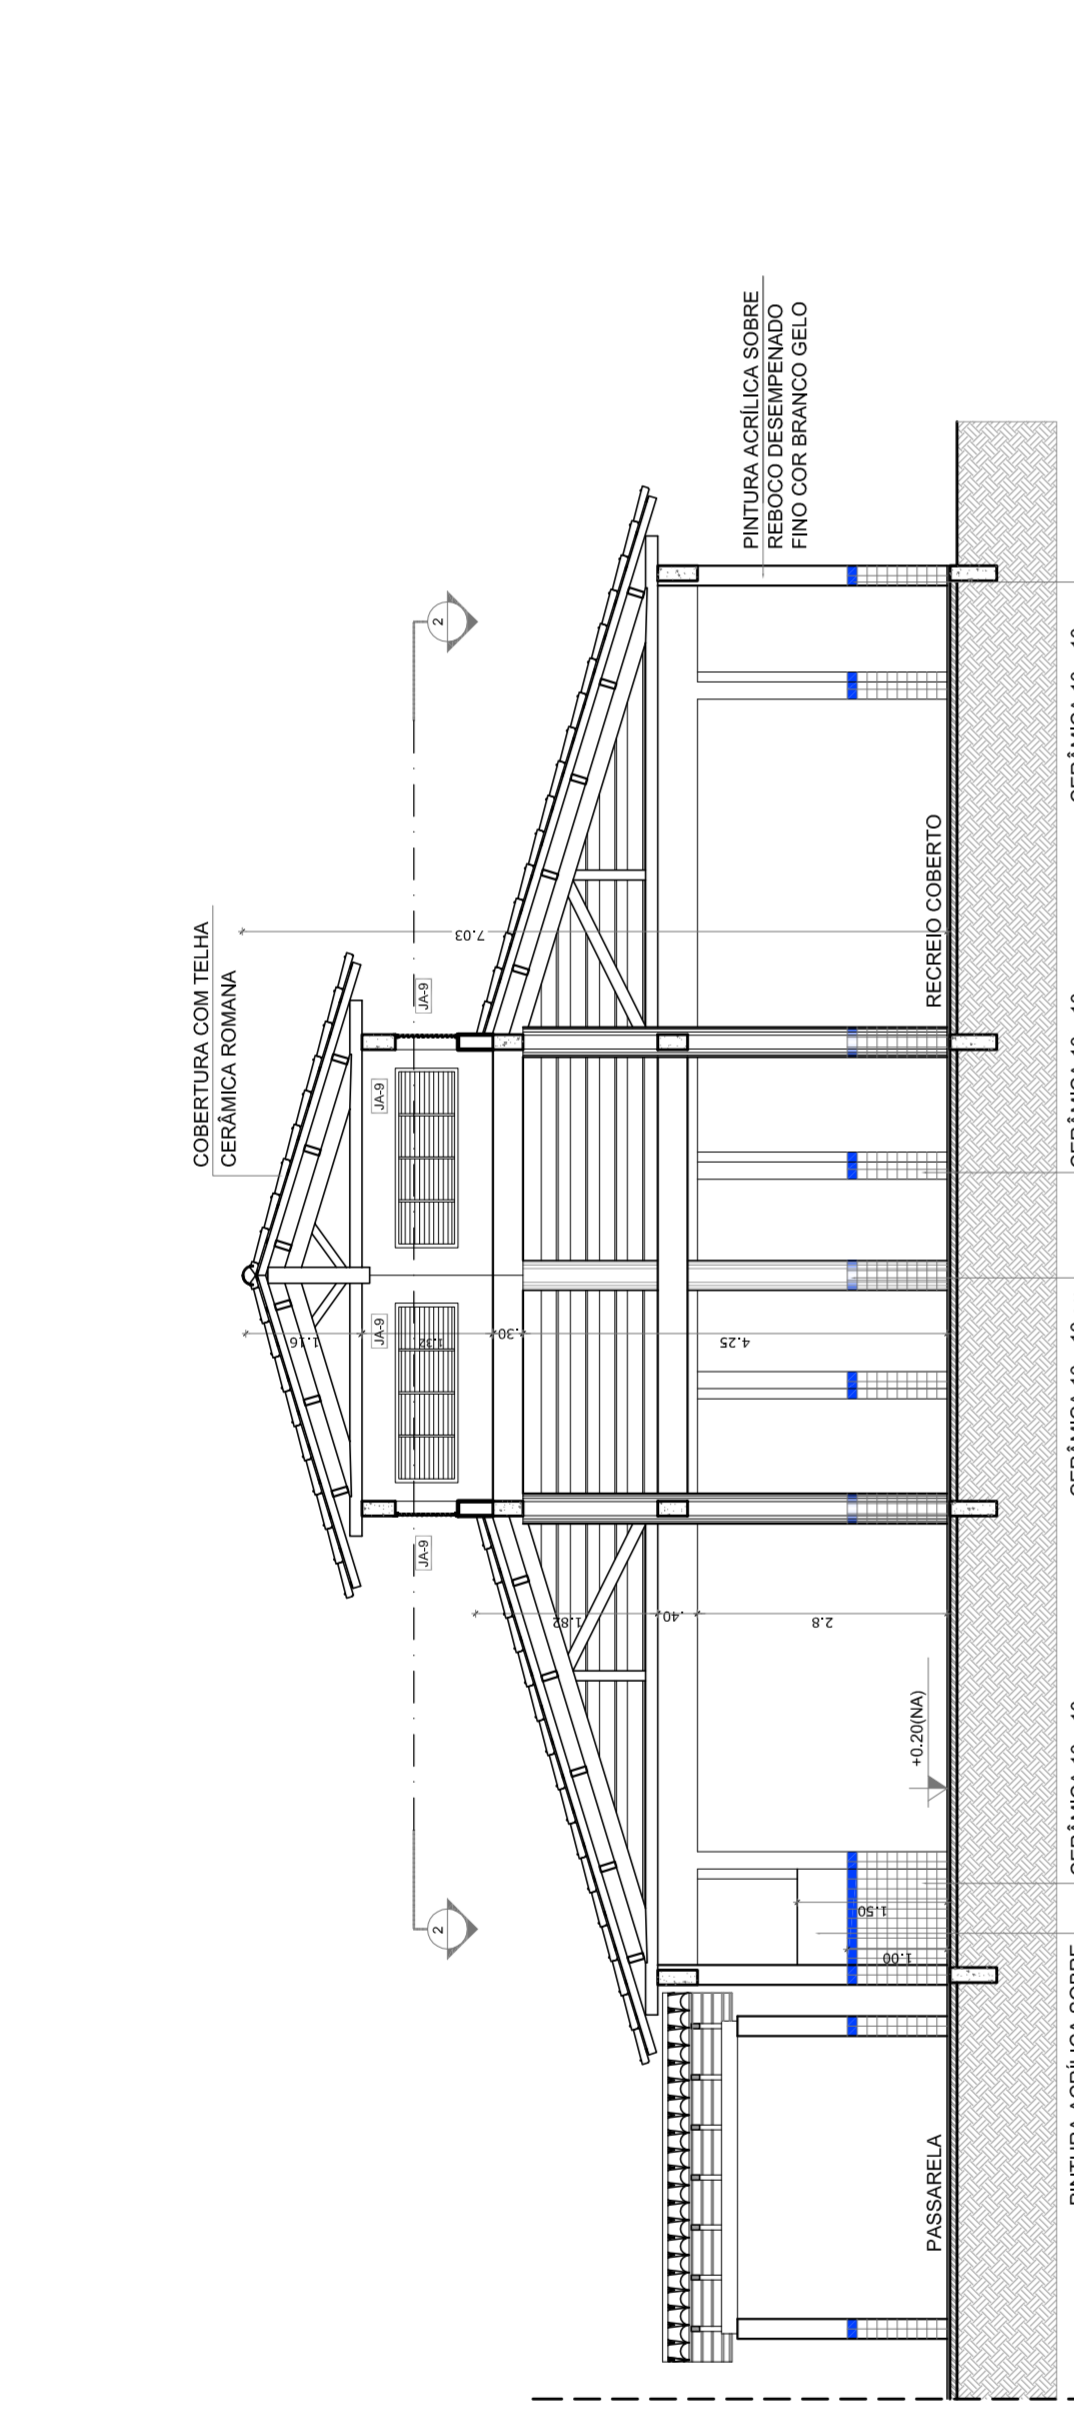 COBERTURA COM TELHA
CERÂMICA ROMANA
PINTURA ACRÍLICA SOBRE
REBOCO DESEMPENADO
FINO COR BRANCO GELO
2
2
JA-9
JA-9
JA-9
JA-9
7.03
1.16
1.32
.30
4.25
1.82
.40
2.8
+0.20(NA)
1.50
1.00
RECREIO COBERTO
PASSARELA